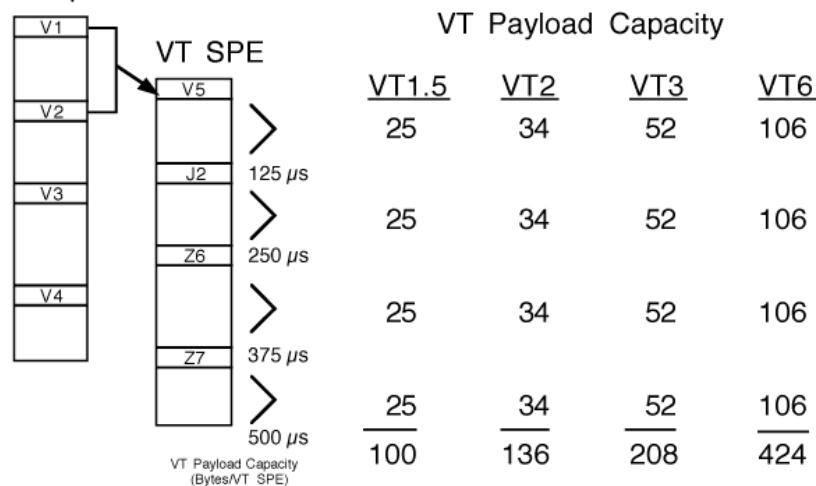 V1
V2
V3
V4
VT SPE
V5
J2
Z6
Z7
125 μs
250 μs
375 μs
500 μs
VT Payload Capacity
(Bytes/VT SPE)
VT Payload Capacity
VT1.5 VT2 VT3 VT6
25 34 52 106
25 34 52 106
25 34 52 106
25 34 52 106
100 136 208 424